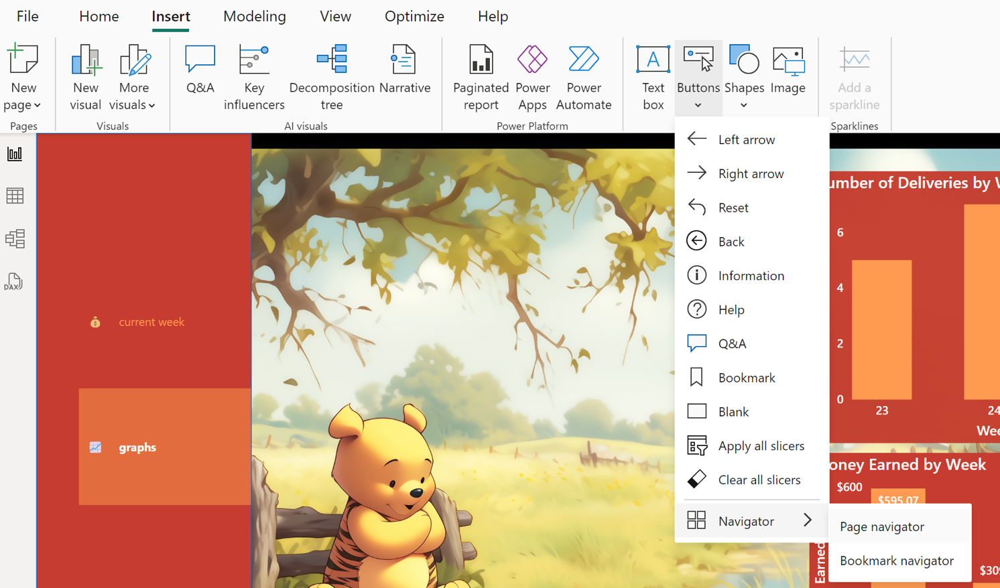 File Home Insert Modeling View Optimize Help
New page
New visual
More visuals
Q&A
Key influencers
Decomposition tree
Narrative
Paginated report
Power Apps
Power Automate
Text box
Buttons
Shapes
Image
Add a sparkline
Pages
Visuals
AI visuals
Power Platform
Sparklines
A
DAX
current week
graphs
Left arrow
Right arrow
Reset
Back
Information
Help
Q&A
Bookmark
Blank
Apply all slicers
Clear all slicers
Navigator
Page navigator
Bookmark navigator
umber of Deliveries by
6
4
2
0
23
24
Wee
oney Earned by Week
$600
$595.07
$309
Earned